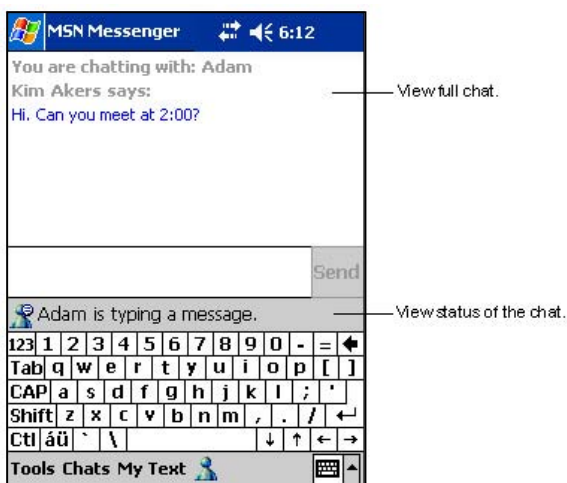 MSN Messenger 6:12
You are chatting with: Adam
Kim Akers says:
Hi. Can you meet at 2:00?
View full chat.
Send
Adam is typing a message.
View status of the chat.
123 1 2 3 4 5 6 7 8 9 0 - = 
Tab q w e r t y u i o p [ ]
CAP a s d f g h j k l ; '
Shift z x c v b n m , . /
Ctl áü ` \
Tools Chats My Text